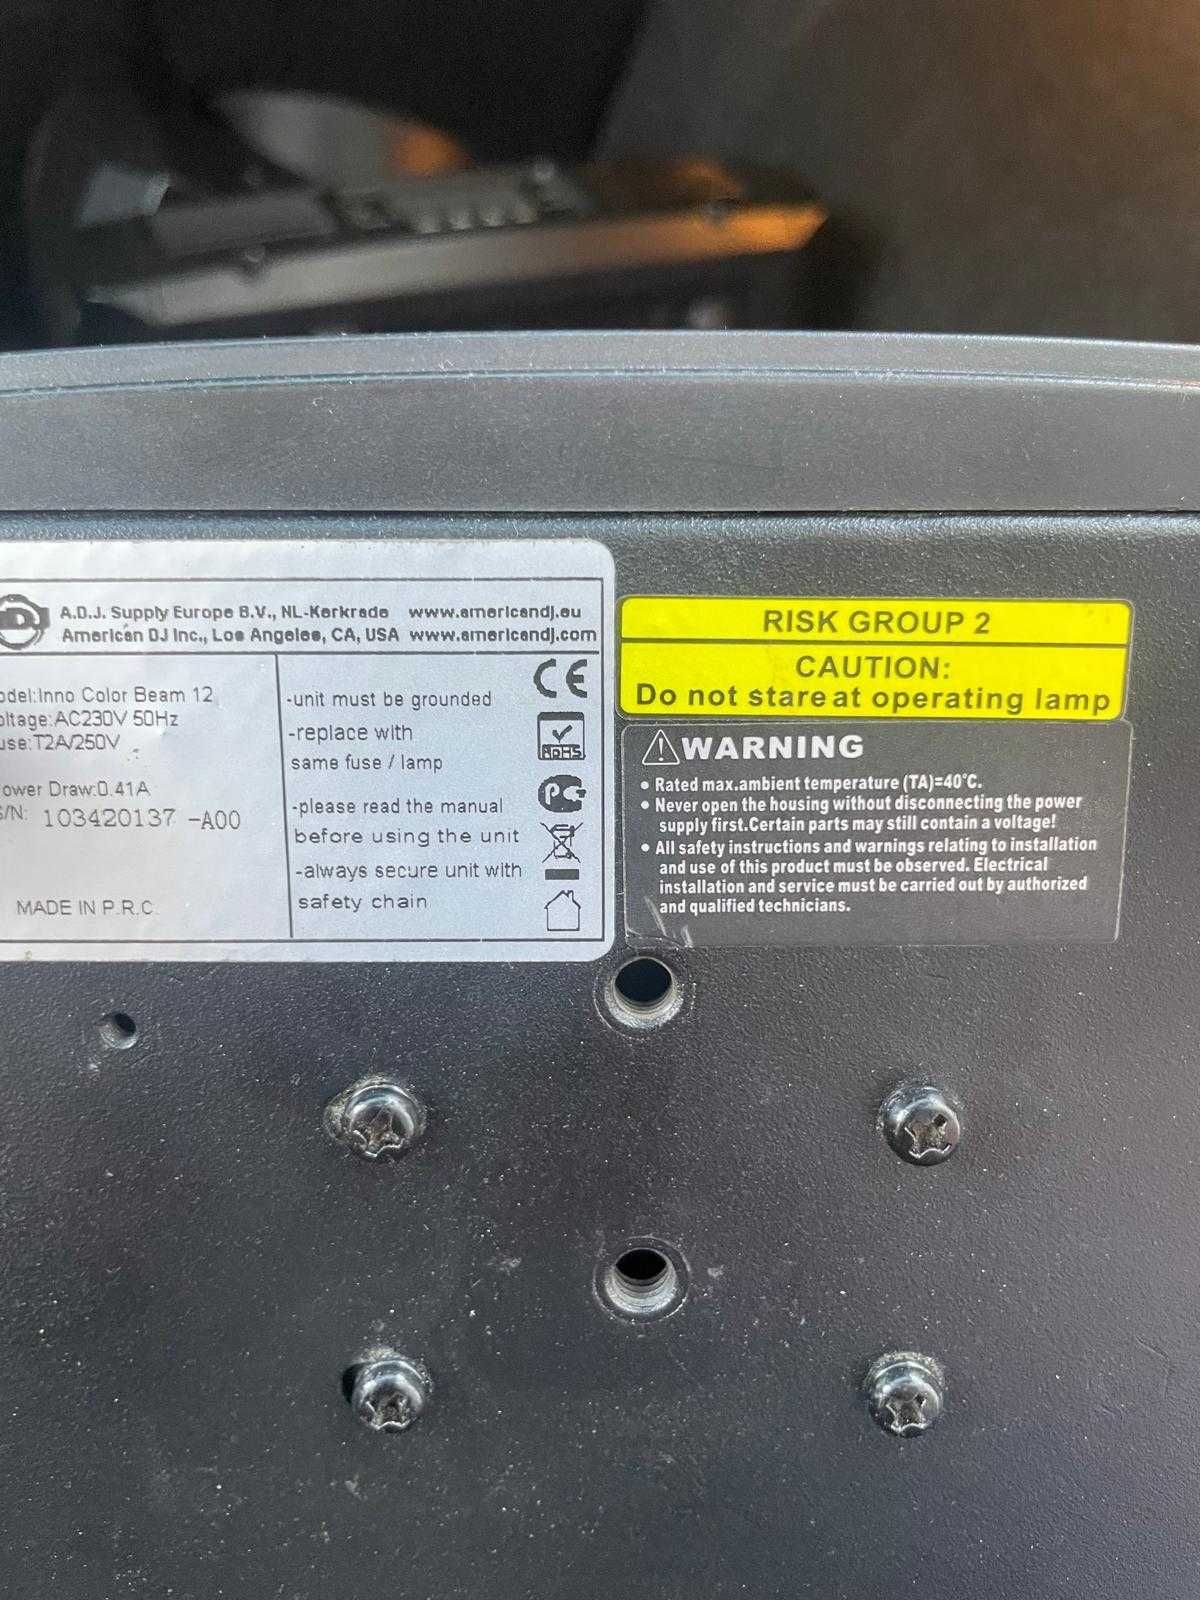 A.D.J. Supply Europe B.V., NL-Kerkrade www.americandj.eu
American DJ Inc., Los Angeles, CA, USA www.americandj.com
odel:Inno Color Beam 12
oltage:AC230V 50Hz
use:T2A/250V
ower Draw:0.41A
S/N: 103420137 -A00
MADE IN P.R.C.
-unit must be grounded
-replace with
same fuse / lamp
-please read the manual
before using the unit
-always secure unit with
safety chain
CE
RoHS
RISK GROUP 2
CAUTION:
Do not stare at operating lamp
WARNING
• Rated max.ambient temperature (TA)=40°C.
• Never open the housing without disconnecting the power
supply first.Certain parts may still contain a voltage!
• All safety instructions and warnings relating to installation
and use of this product must be observed. Electrical
installation and service must be carried out by authorized
and qualified technicians.